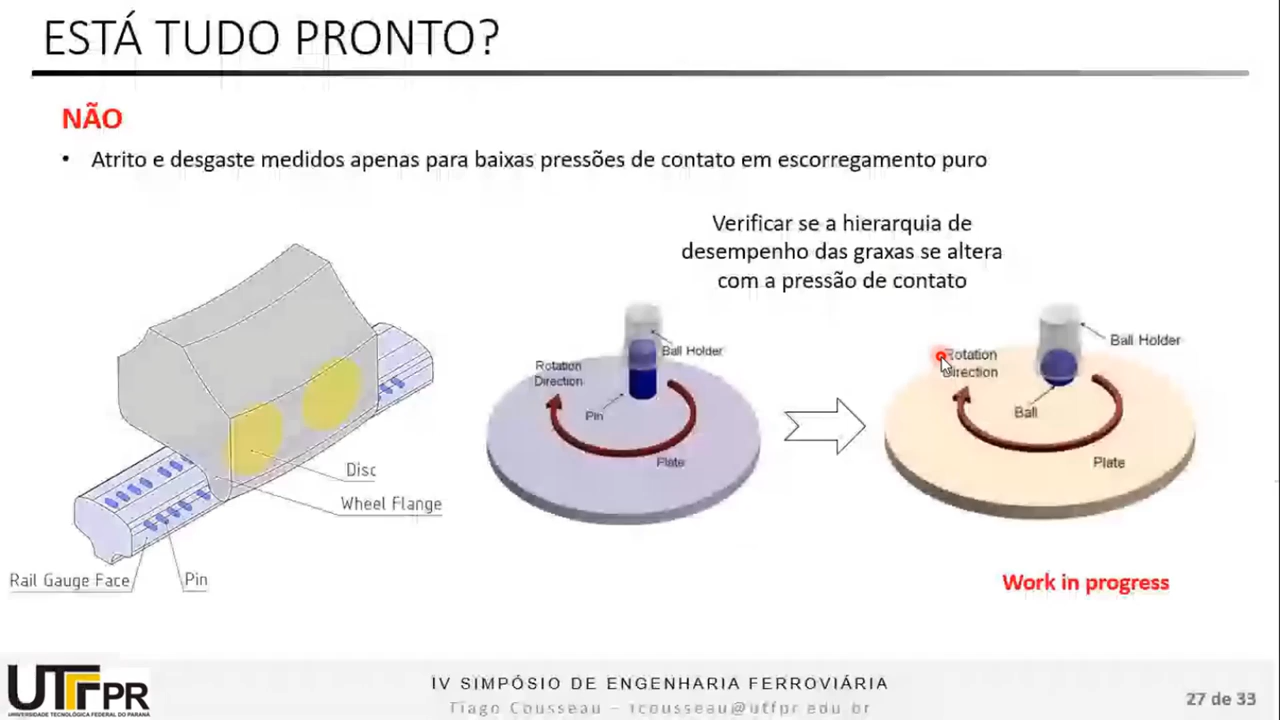 ESTÁ TUDO PRONTO?
NÃO
• Atrito e desgaste medidos apenas para baixas pressões de contato em escorregamento puro
Verificar se a hierarquia de
desempenho das graxas se altera
com a pressão de contato
Disc
Wheel Flange
Rail Gauge Face
Pin
Ball Holder
Rotation
Direction
Pin
Plate
Ball Holder
Rotation
Direction
Ball
Plate
Work in progress
UTFPR
UNIVERSIDADE TECNOLÓGICA FEDERAL DO PARANÁ
IV SIMPÓSIO DE ENGENHARIA FERROVIÁRIA
Tiago Cousseau – tcousseau@utfpr.edu.br
27 de 33